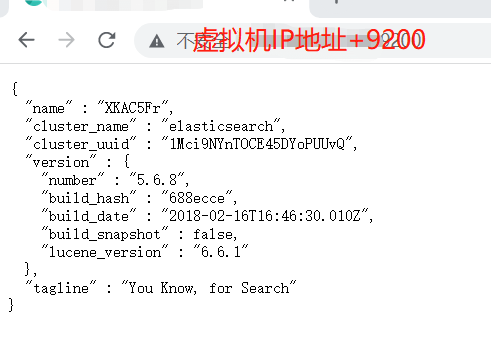 不安全 虚拟机IP地址+9200
{
"name" : "XKAC5Fr",
"cluster_name" : "elasticsearch",
"cluster_uuid" : "1Mci9NYnTOCE45DYoPUUvQ",
"version" : {
"number" : "5.6.8",
"build_hash" : "688ecce",
"build_date" : "2018-02-16T16:46:30.010Z",
"build_snapshot" : false,
"lucene_version" : "6.6.1"
},
"tagline" : "You Know, for Search"
}